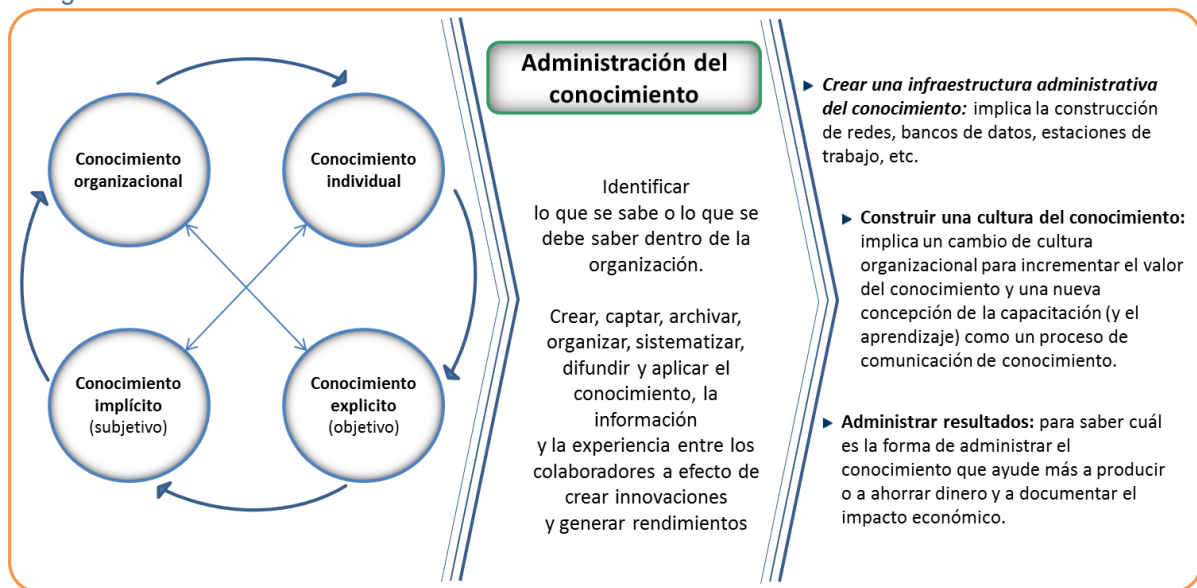 Conocimiento
organizacional
Conocimiento
individual
Conocimiento
implícito
(subjetivo)
Conocimiento
explicito
(objetivo)
Administración del
conocimiento
Identificar
lo que se sabe o lo que se
debe saber dentro de la
organización.
Crear, captar, archivar,
organizar, sistematizar,
difundir y aplicar el
conocimiento, la
información
y la experiencia entre los
colaboradores a efecto de
crear innovaciones
y generar rendimientos
Crear una infraestructura administrativa
del conocimiento: implica la construcción
de redes, bancos de datos, estaciones de
trabajo, etc.
Construir una cultura del conocimiento:
implica un cambio de cultura
organizacional para incrementar el valor
del conocimiento y una nueva
concepción de la capacitación (y el
aprendizaje) como un proceso de
comunicación de conocimiento.
Administrar resultados: para saber cuál
es la forma de administrar el
conocimiento que ayude más a producir
o a ahorrar dinero y a documentar el
impacto económico.